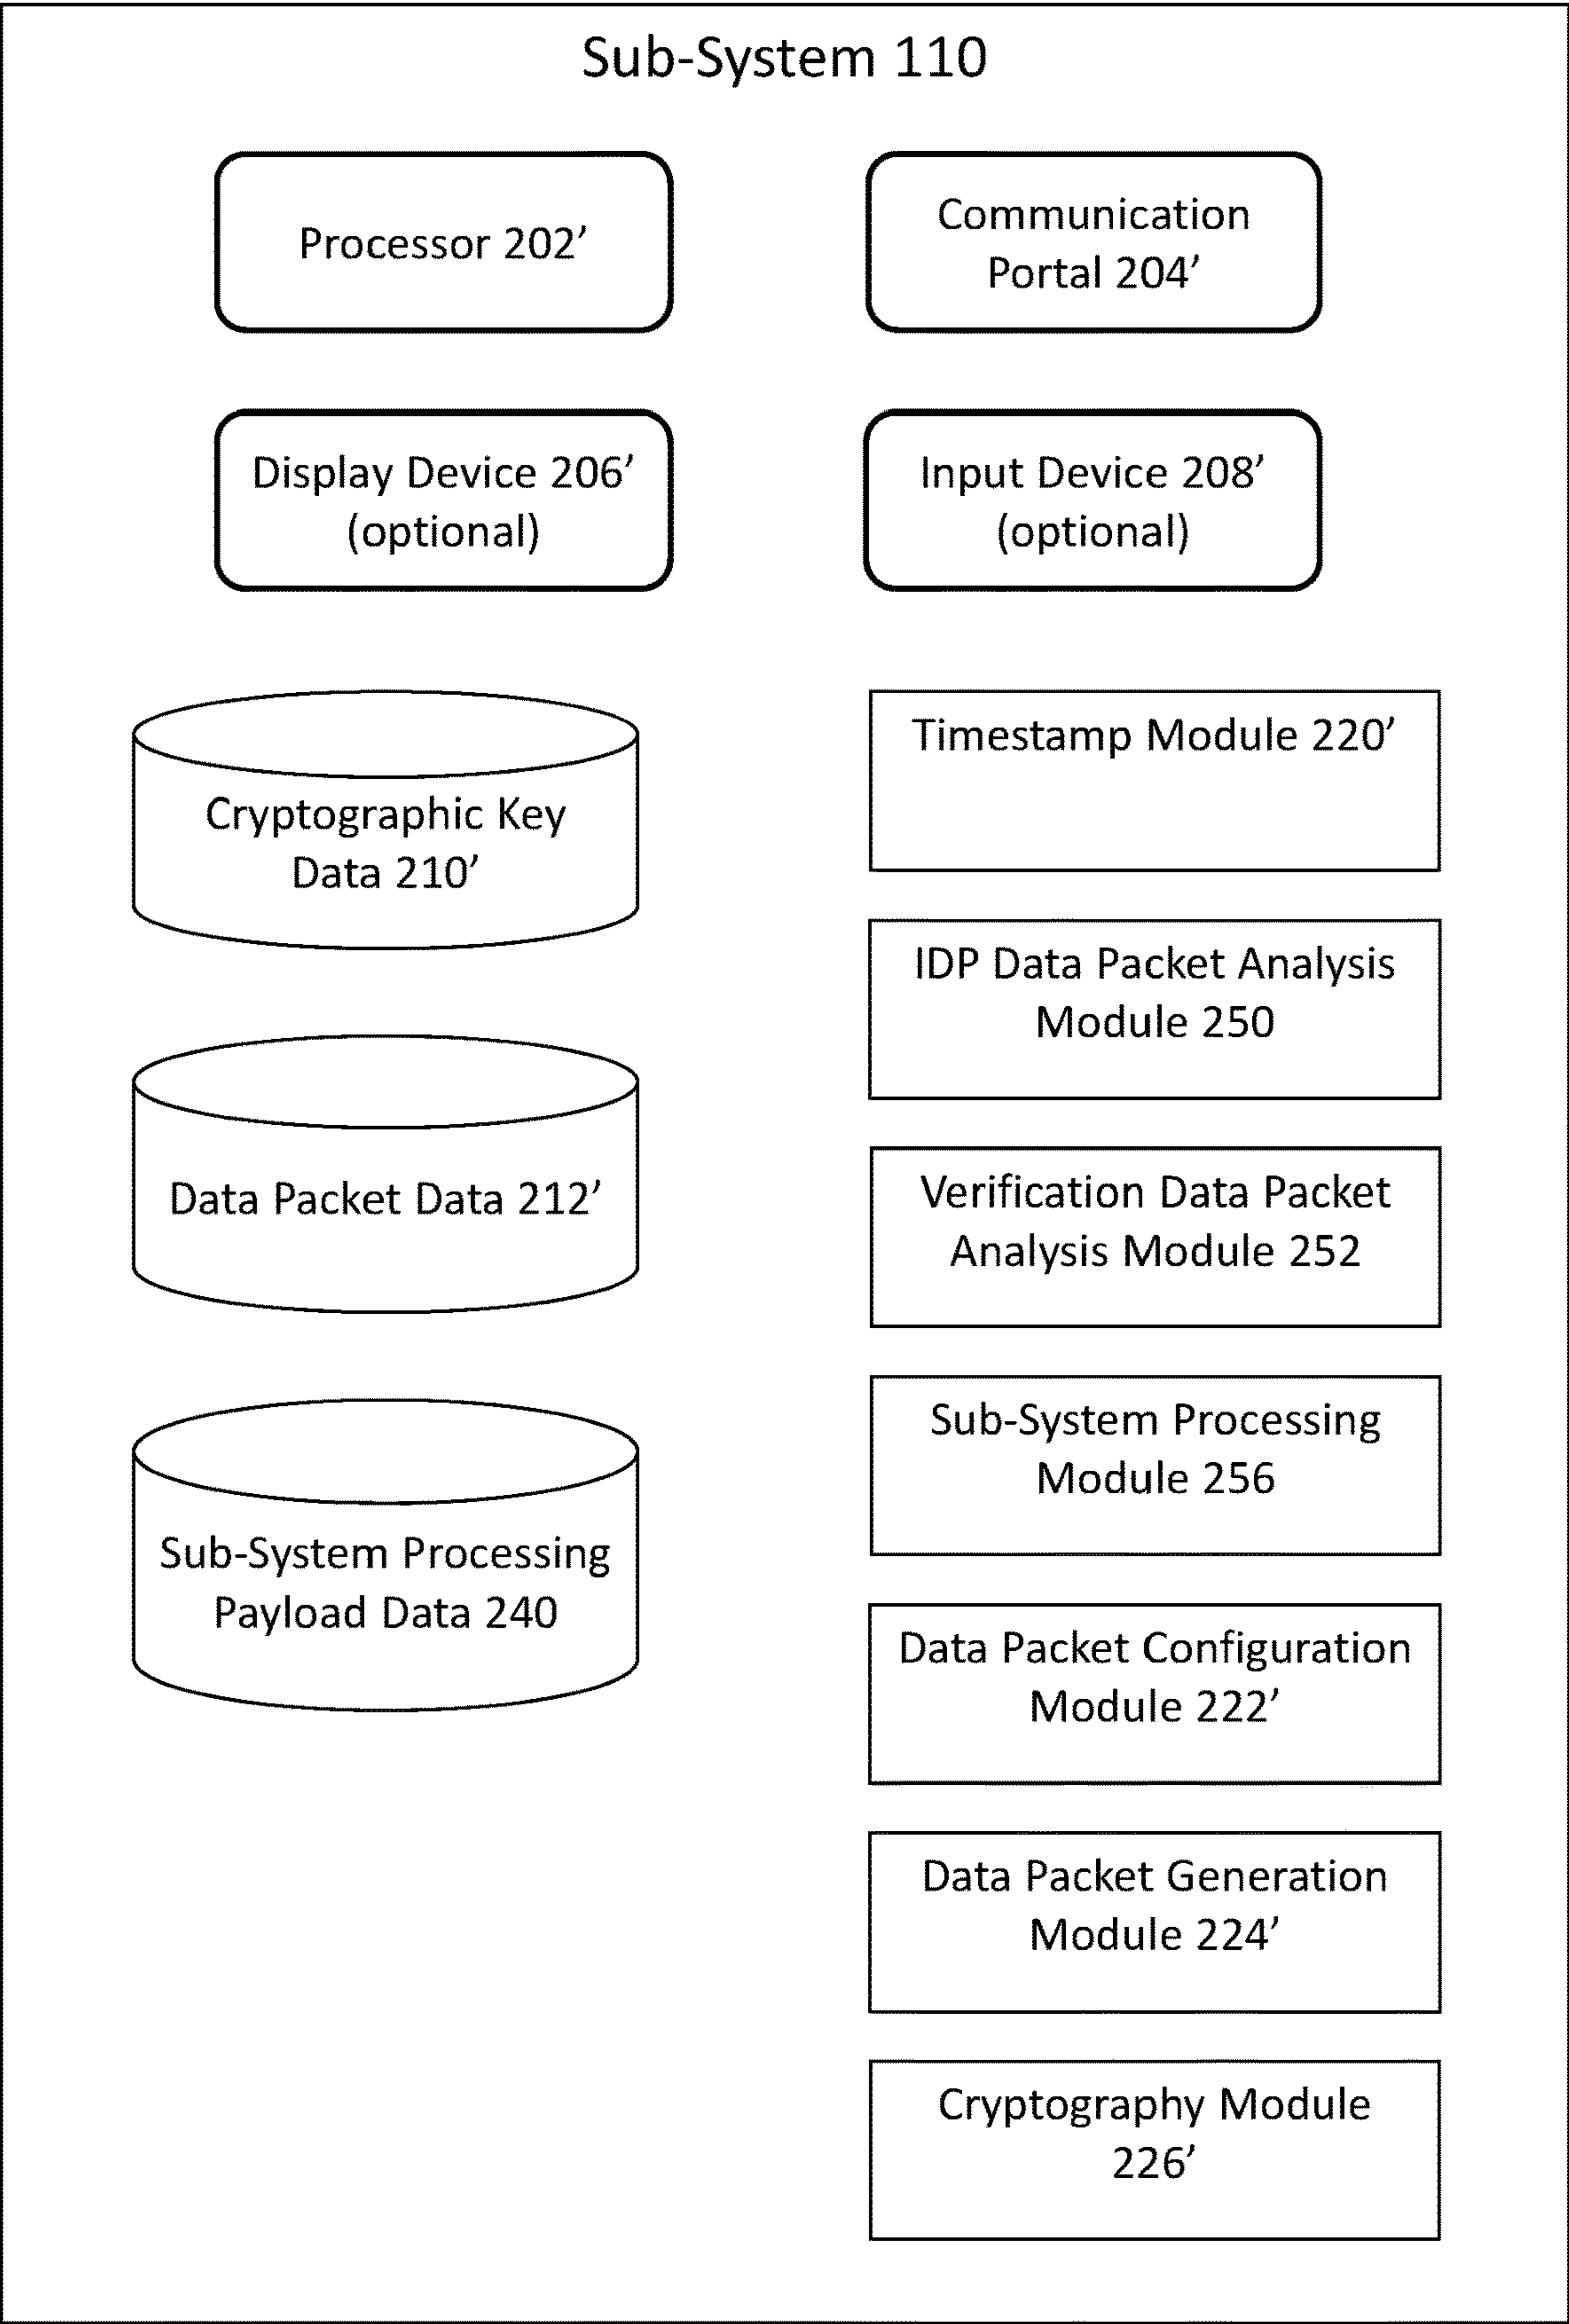 Sub-System 110
Processor 202’
Communication
Portal 204’
Display Device 206’
(optional)
Input Device 208’
(optional)
Cryptographic Key
Data 210’
Data Packet Data 212’
Sub-System Processing
Payload Data 240
Timestamp Module 220’
IDP Data Packet Analysis
Module 250
Verification Data Packet
Analysis Module 252
Sub-System Processing
Module 256
Data Packet Configuration
Module 222’
Data Packet Generation
Module 224’
Cryptography Module
226’